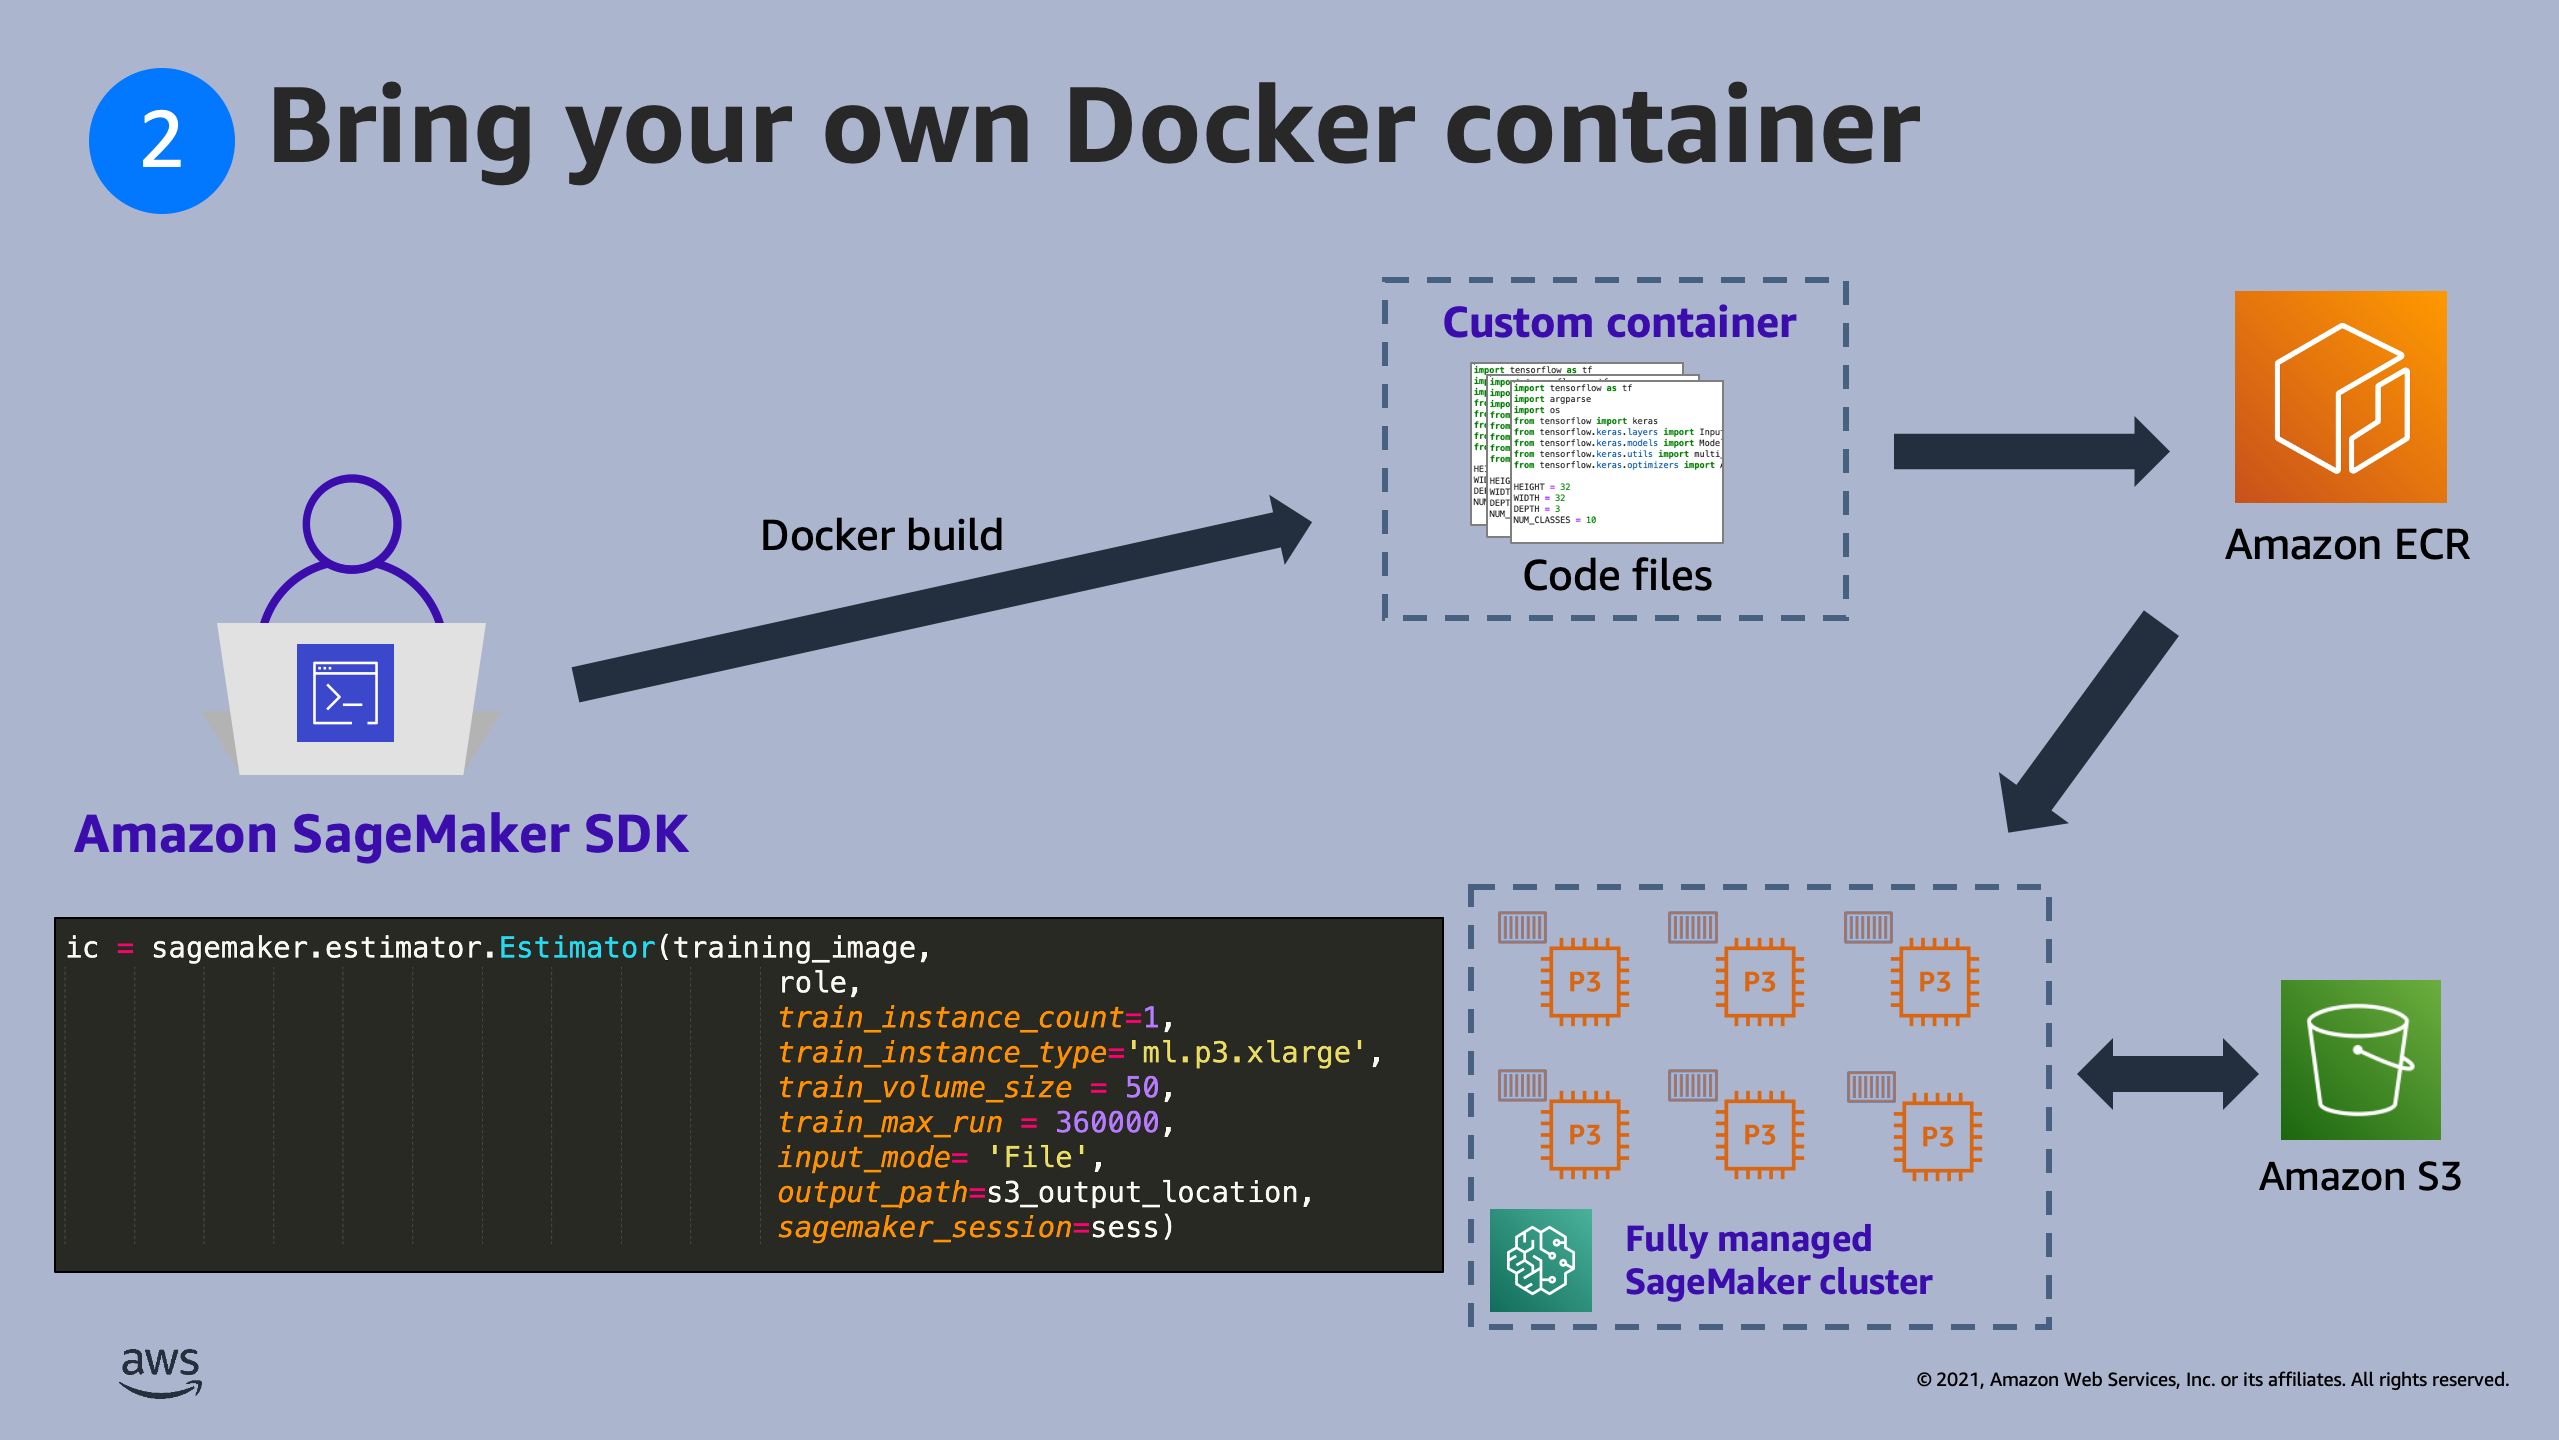 2
Bring your own Docker container
Custom container
import tensorflow as tf
import tensorflow as tf
import argparse
import os
from tensorflow import keras
from tensorflow.keras.layers import Inpu
from tensorflow.keras.models import Mode
from tensorflow.keras.utils import multi_
from tensorflow.keras.optimizers import
HEIGHT = 32
WIDTH = 32
DEPTH = 3
NUM_CLASSES = 10
Code files
Docker build
Amazon ECR
Amazon SageMaker SDK
ic = sagemaker.estimator.Estimator(training_image,
role,
train_instance_count=1,
train_instance_type='ml.p3.xlarge',
train_volume_size = 50,
train_max_run = 360000,
input_mode= 'File',
output_path=s3_output_location,
sagemaker_session=sess)
P3 P3 P3
P3 P3 P3
Fully managed
SageMaker cluster
Amazon S3
aws
© 2021, Amazon Web Services, Inc. or its affiliates. All rights reserved.